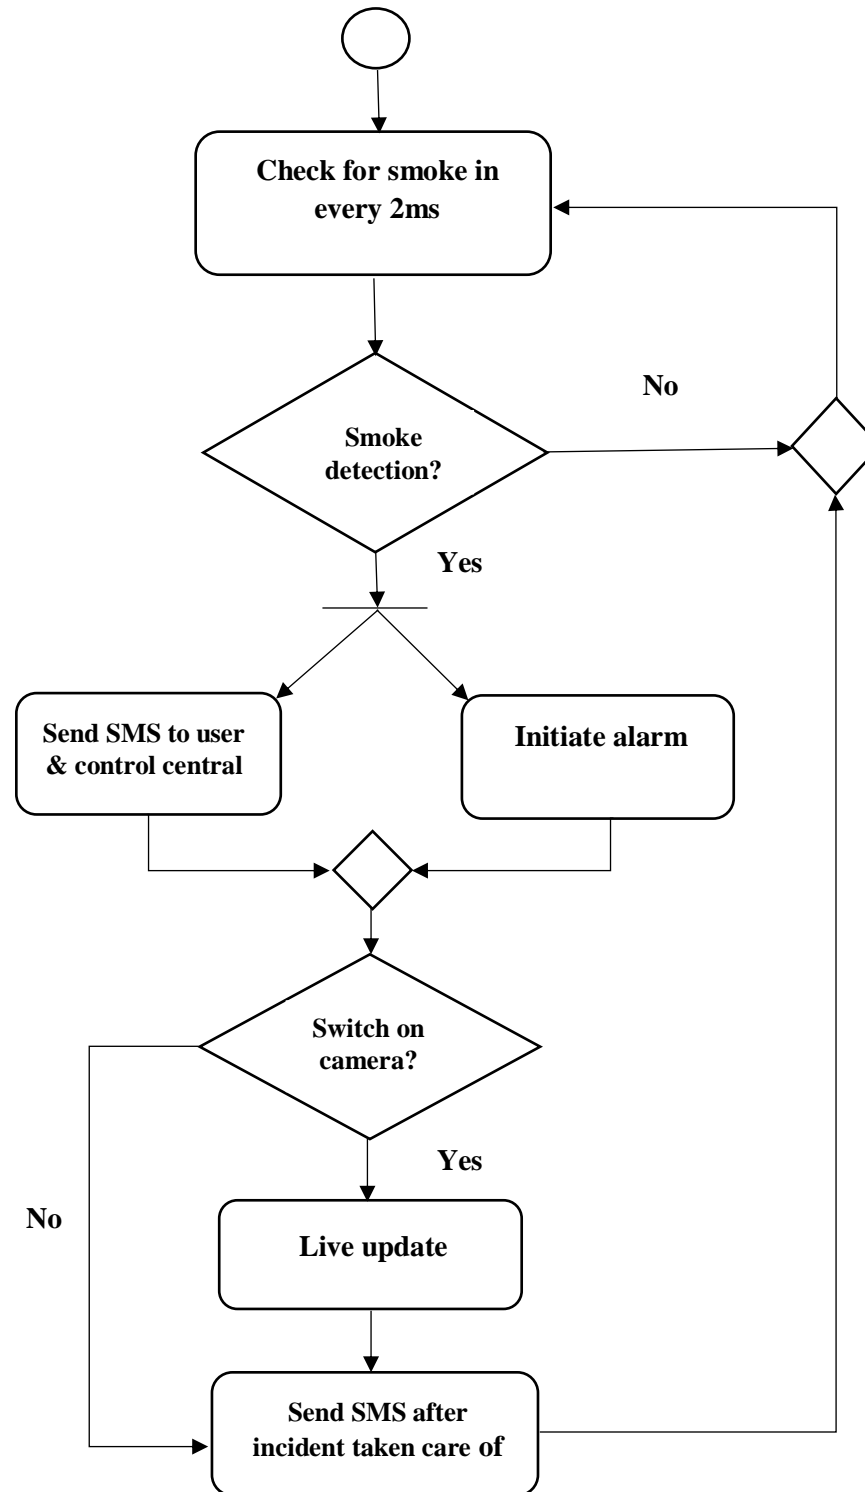 Check for smoke in
every 2ms
No
Smoke
detection?
Yes
Send SMS to user
& control central
Initiate alarm
Switch on
camera?
Yes
No
Live update
Send SMS after
incident taken care of